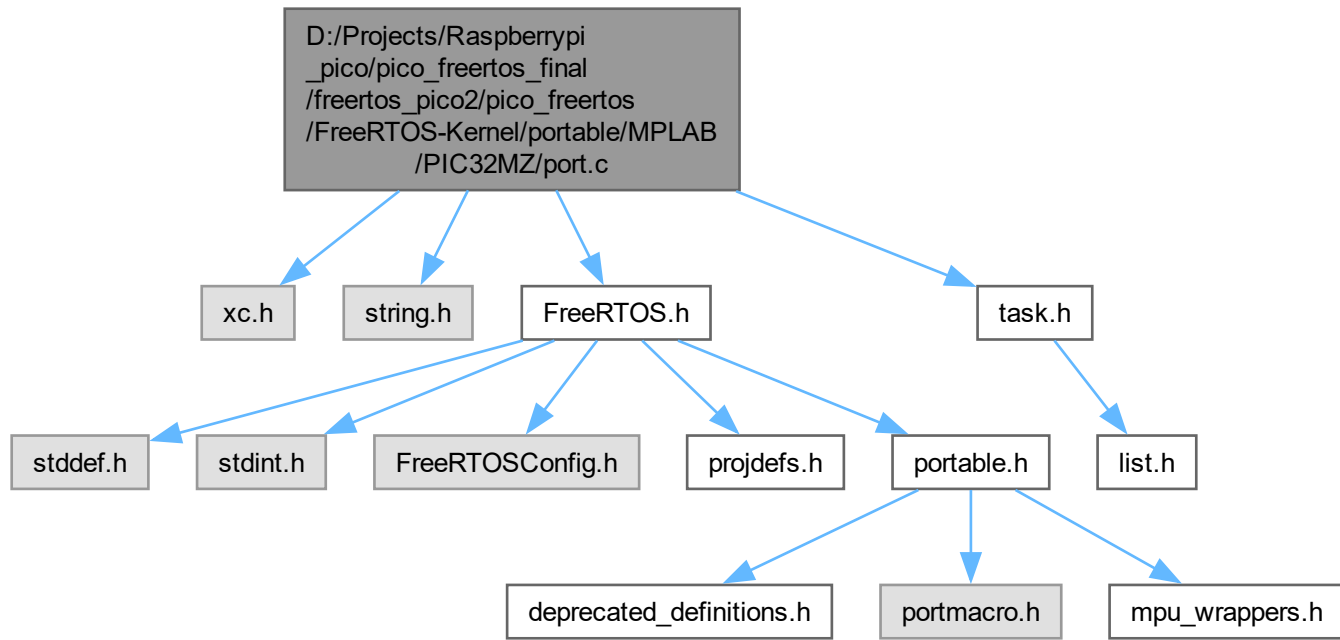 D:/Projects/Raspberrypi
_pico/pico_freertos_final
/freertos_pico2/pico_freertos
/FreeRTOS-Kernel/portable/MPLAB
/PIC32MZ/port.c
xc.h
string.h
FreeRTOS.h
task.h
stddef.h
stdint.h
FreeRTOSConfig.h
projdefs.h
portable.h
list.h
deprecated_definitions.h
portmacro.h
mpu_wrappers.h